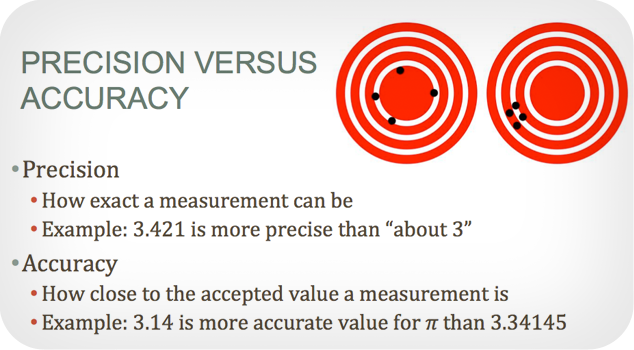 PRECISION VERSUS
ACCURACY
•Precision
•How exact a measurement can be
•Example: 3.421 is more precise than “about 3”
•Accuracy
•How close to the accepted value a measurement is
•Example: 3.14 is more accurate value for π than 3.34145